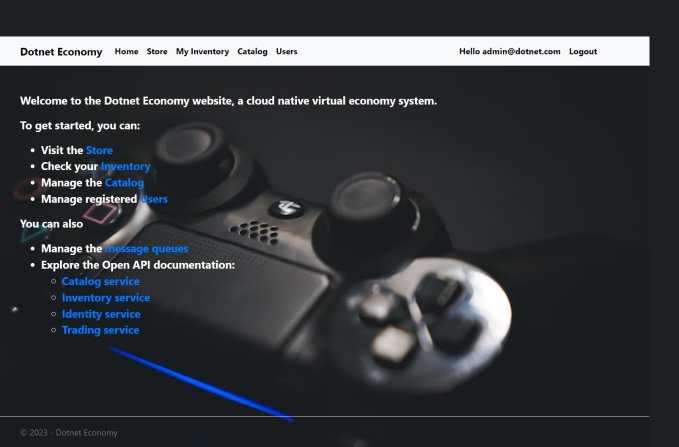 Dotnet Economy Home Store My Inventory Catalog Users Hello admin@dotnet.com Logout
Welcome to the Dotnet Economy website, a cloud native virtual economy system.
To get started, you can:
Visit the Store
Check your Inventory
Manage the Catalog
Manage registered Users
You can also
Manage the message queues
Explore the Open API documentation:
Catalog service
Inventory service
Identity service
Trading service
© 2023 - Dotnet Economy